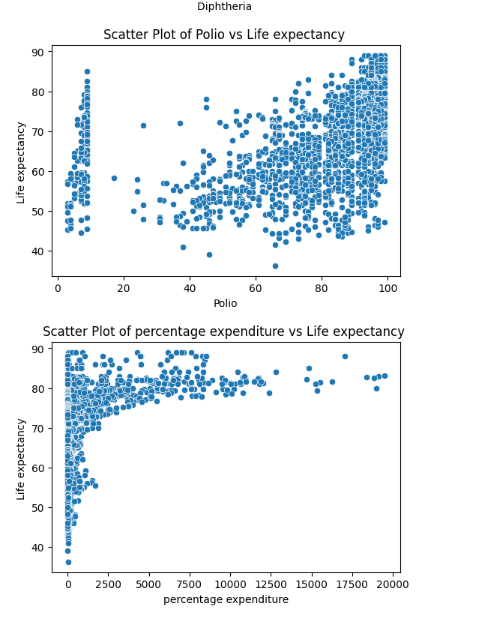 Diphtheria
Scatter Plot of Polio vs Life expectancy
90
80
70
60
50
40
Life expectancy
0 20 40 60 80 100
Polio
Scatter Plot of percentage expenditure vs Life expectancy
90
80
70
60
50
40
Life expectancy
0 2500 5000 7500 10000 12500 15000 17500 20000
percentage expenditure